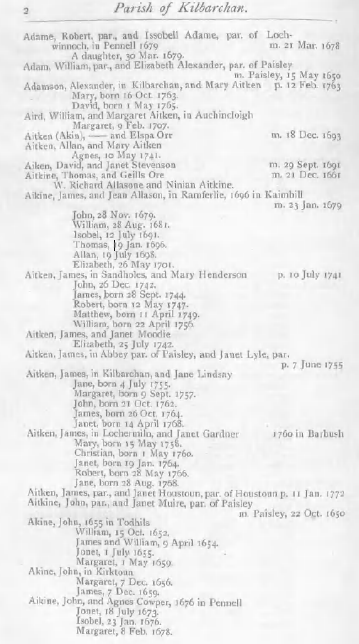 2 Parish of Kilbarchan.
Adame, Robert, par., and Issobell Adame, par. of Loch-
winnoch, in Pennell 1679 m. 21 Mar. 1678
A daughter, 30 Mar. 1679.
Adam, William, par., and Elizabeth Alexander, par. of Paisley
m. Paisley, 15 May 1650
Adamson, Alexander, in Kilbarchan, and Mary Aitken p. 12 Feb. 1763
Mary, born 16 Oct. 1763.
David, born 1 May 1765.
Aird, William, and Margaret Aitken, in Auchincloigh
Margaret, 9 Feb. 1707.
Aitken (Akin), —— and Elspa Orr m. 18 Dec. 1693
Aitken, Allan, and Mary Aitken
Agnes, 10 May 1741.
Aiken, David, and Janet Stevenson m. 29 Sept. 1691
Aitkine, Thomas, and Geills Orr m. 21 Dec. 1661
W. Richard Allasone and Ninian Aitkine.
Aikine, James, and Jean Allason, in Ramferlie, 1696 in Kaimhill
m. 23 Jan. 1679
John, 28 Nov. 1679.
William, 28 Aug. 1681.
Isobel, 12 July 1691.
Thomas, 19 Jan. 1696.
Allan, 19 July 1698.
Elizabeth, 26 May 1701.
Aitken, James, in Sandholes, and Mary Henderson p. 10 July 1741
John, 26 Dec. 1742.
James, born 28 Sept. 1744.
Robert, born 12 May 1747.
Matthew, born 11 April 1749.
William, born 22 April 1756.
Aitken, James, and Janet Moodie
Elizabeth, 25 July 1742.
Aitken, James, in Abbey par. of Paisley, and Janet Lyle, par.
p. 7 June 1755
Aitken, James, in Kilbarchan, and Jane Lindsay
Jane, born 4 July 1755.
Margaret, born 9 Sept. 1757.
John, born 21 Oct. 1762.
James, born 26 Oct. 1764.
Janet, born 14 April 1768.
Aitken, James, in Lochermiln, and Janet Gardner 1760 in Barbush
Mary, born 15 May 1758.
Christian, born 1 May 1760.
Janet, born 19 Jan. 1764.
Robert, born 28 May 1766.
Jane, born 28 Aug. 1768.
Aitken, James, par., and Janet Houstoun, par. of Houstoun p. 11 Jan. 1772
Aitkine, John, par., and Janet Muire, par. of Paisley
m. Paisley, 22 Oct. 1650
Akine, John, 1655 in Todhils
William, 15 Oct. 1652.
James and William, 9 April 1654.
Jonet, 1 July 1655.
Margaret, 1 May 1659.
Akine, John, in Kirktoun
Margaret, 7 Dec. 1656.
James, 7 Dec. 1659.
Aikine, John, and Agnes Cowper, 1676 in Pennell
Jonet, 18 July 1673.
Isobel, 23 Jan. 1676.
Margaret, 8 Feb. 1678.